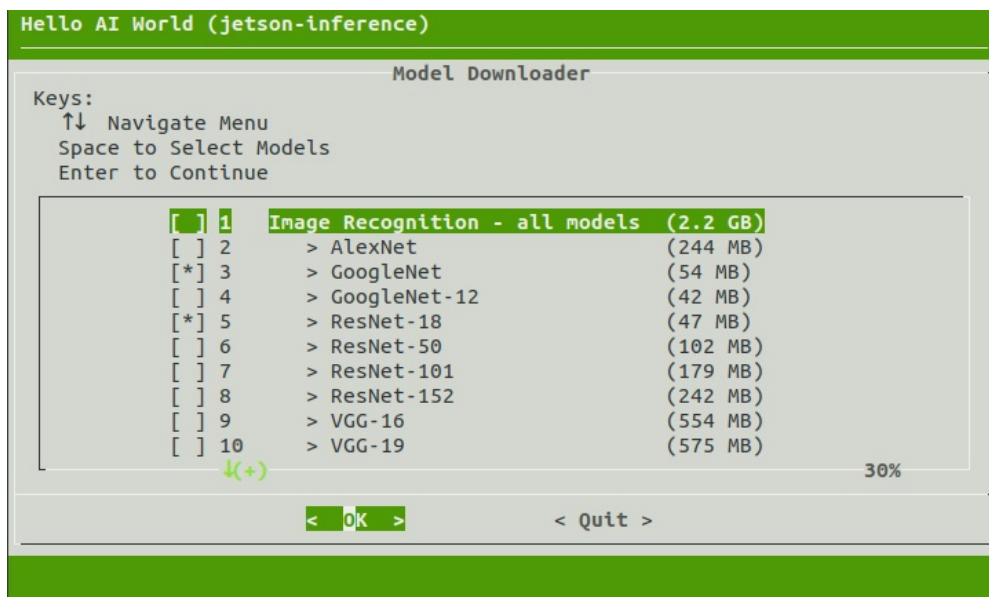 Hello AI World (jetson-inference)
Model Downloader
Keys:
↑↓ Navigate Menu
Space to Select Models
Enter to Continue
[ ] 1 Image Recognition - all models (2.2 GB)
[ ] 2 > AlexNet (244 MB)
[*] 3 > GoogleNet (54 MB)
[ ] 4 > GoogleNet-12 (42 MB)
[*] 5 > ResNet-18 (47 MB)
[ ] 6 > ResNet-50 (102 MB)
[ ] 7 > ResNet-101 (179 MB)
[ ] 8 > ResNet-152 (242 MB)
[ ] 9 > VGG-16 (554 MB)
[ ] 10 > VGG-19 (575 MB)
↓(+) 30%
< OK > < Quit >